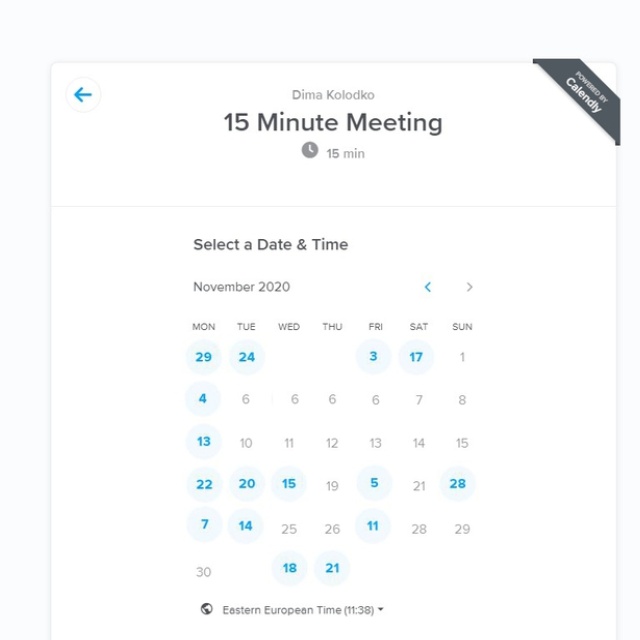 POWERED BY
Calendly
Dima Kolodko
15 Minute Meeting
15 min
Select a Date & Time
November 2020
MON TUE WED THU FRI SAT SUN
29 24 3 17 1
4 6 6 6 6 7 8
13 10 11 12 13 14 15
22 20 15 19 5 21 28
7 14 25 26 11 28 29
30 18 21
Eastern European Time (11:38)